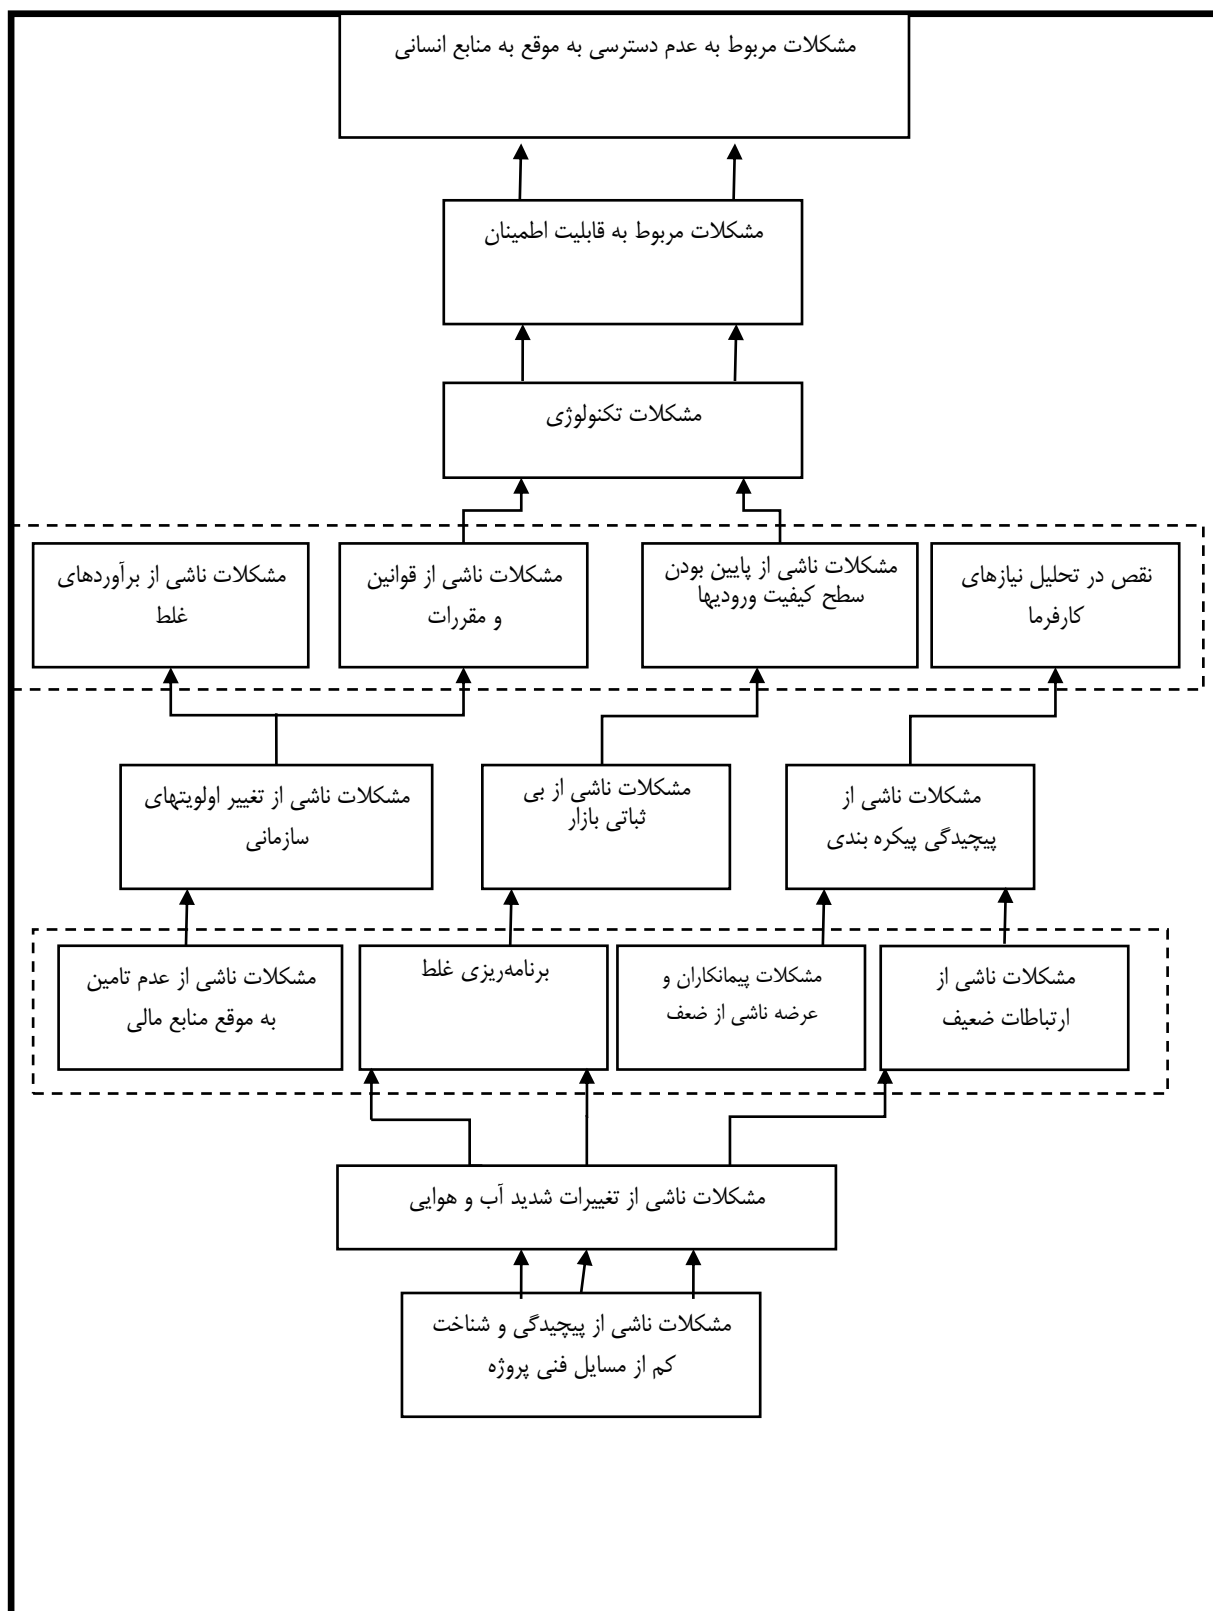 مشکلات مربوط به عدم دسترسی به موقع به منابع انسانی
مشکلات مربوط به قابلیت اطمینان
مشکلات تکنولوژی
نقص در تحلیل نیازهای
کارفرما
مشکلات ناشی از پایین بودن
سطح کیفیت ورودیها
مشکلات ناشی از قوانین
و مقررات
مشکلات ناشی از برآوردهای
غلط
مشکلات ناشی از
پیچیدگی پیکره بندی
مشکلات ناشی از بی
ثباتی بازار
مشکلات ناشی از تغییر اولویتهای
سازمانی
مشکلات ناشی از
ارتباطات ضعیف
مشکلات پیمانکاران و
عرضه ناشی از ضعف
برنامه‌ریزی غلط
مشکلات ناشی از عدم تامین
به موقع منابع مالی
مشکلات ناشی از تغییرات شدید آب و هوایی
مشکلات ناشی از پیچیدگی و شناخت
کم از مسایل فنی پروژه